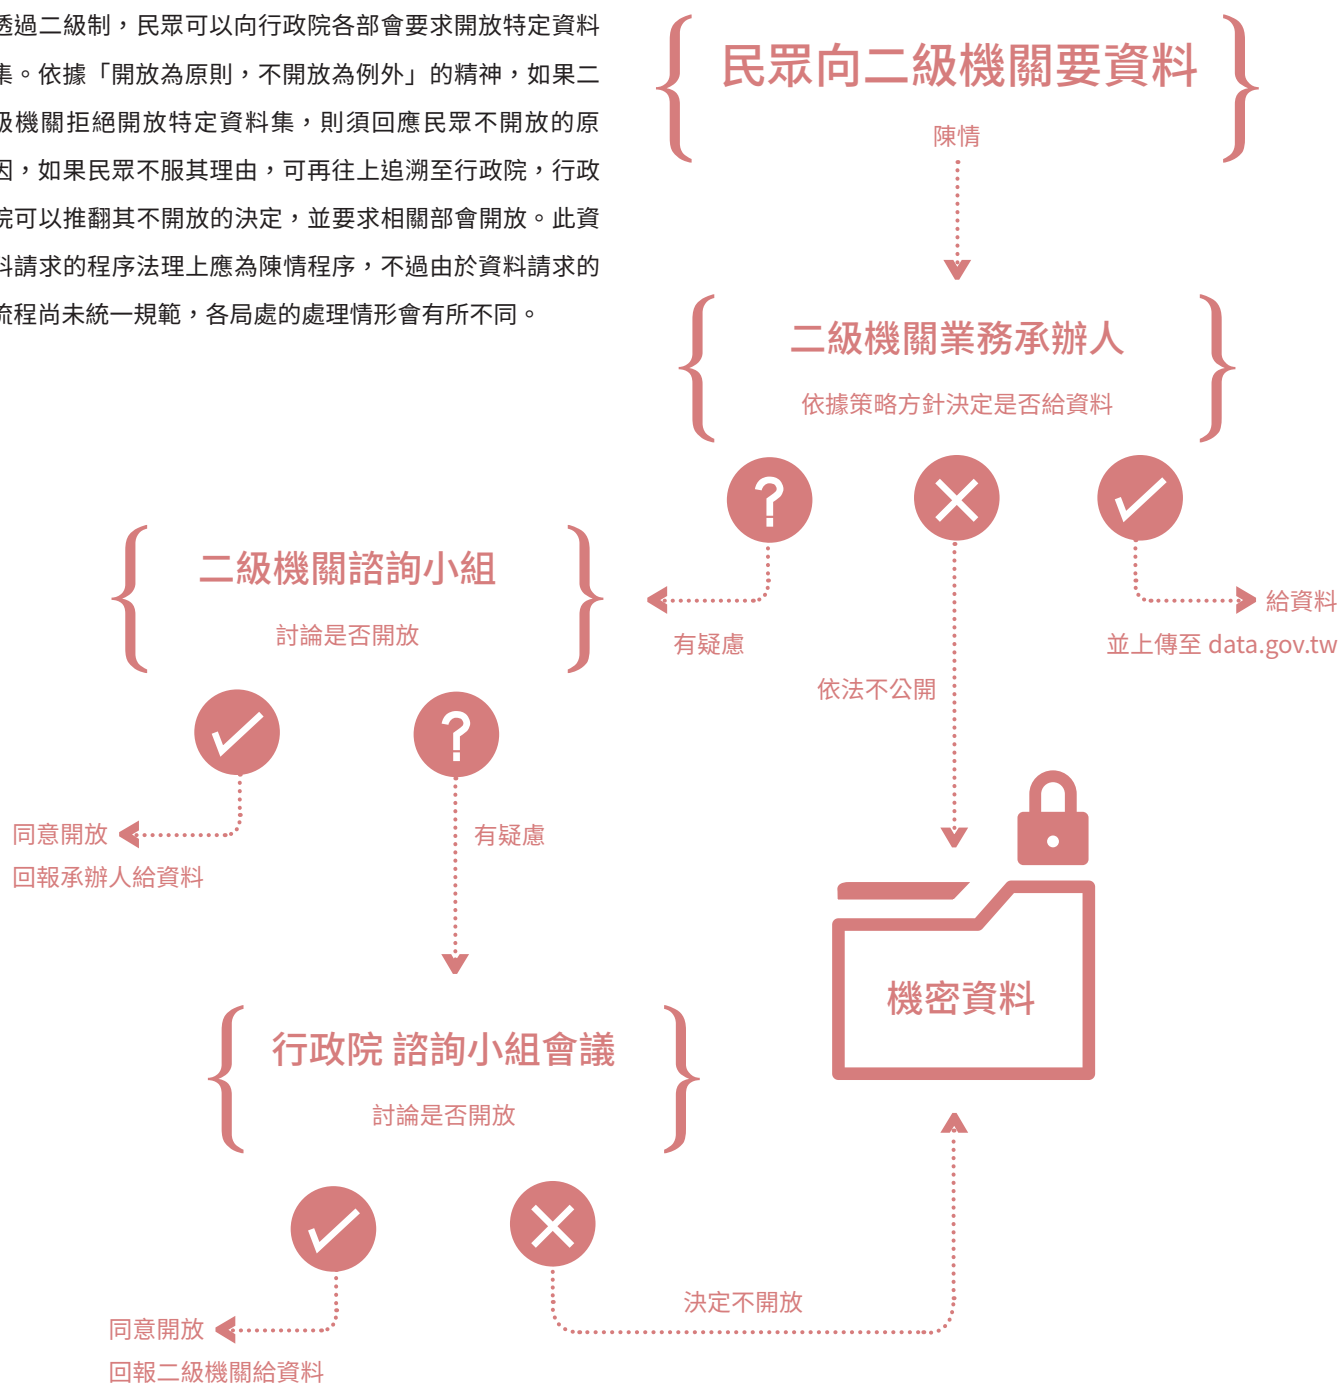 透過二級制，民眾可以向行政院各部會要求開放特定資料
集。依據「開放為原則，不開放為例外」的精神，如果二
級機關拒絕開放特定資料集，則須回應民眾不開放的原
因，如果民眾不服其理由，可再往上追溯至行政院，行政
院可以推翻其不開放的決定，並要求相關部會開放。此資
料請求的程序法理上應為陳情程序，不過由於資料請求的
流程尚未統一規範，各局處的處理情形會有所不同。
民眾向二級機關要資料
陳情
二級機關業務承辦人
依據策略方針決定是否給資料
給資料
並上傳至 data.gov.tw
有疑慮
依法不公開
二級機關諮詢小組
討論是否開放
同意開放
回報承辦人給資料
有疑慮
機密資料
行政院 諮詢小組會議
討論是否開放
決定不開放
同意開放
回報二級機關給資料